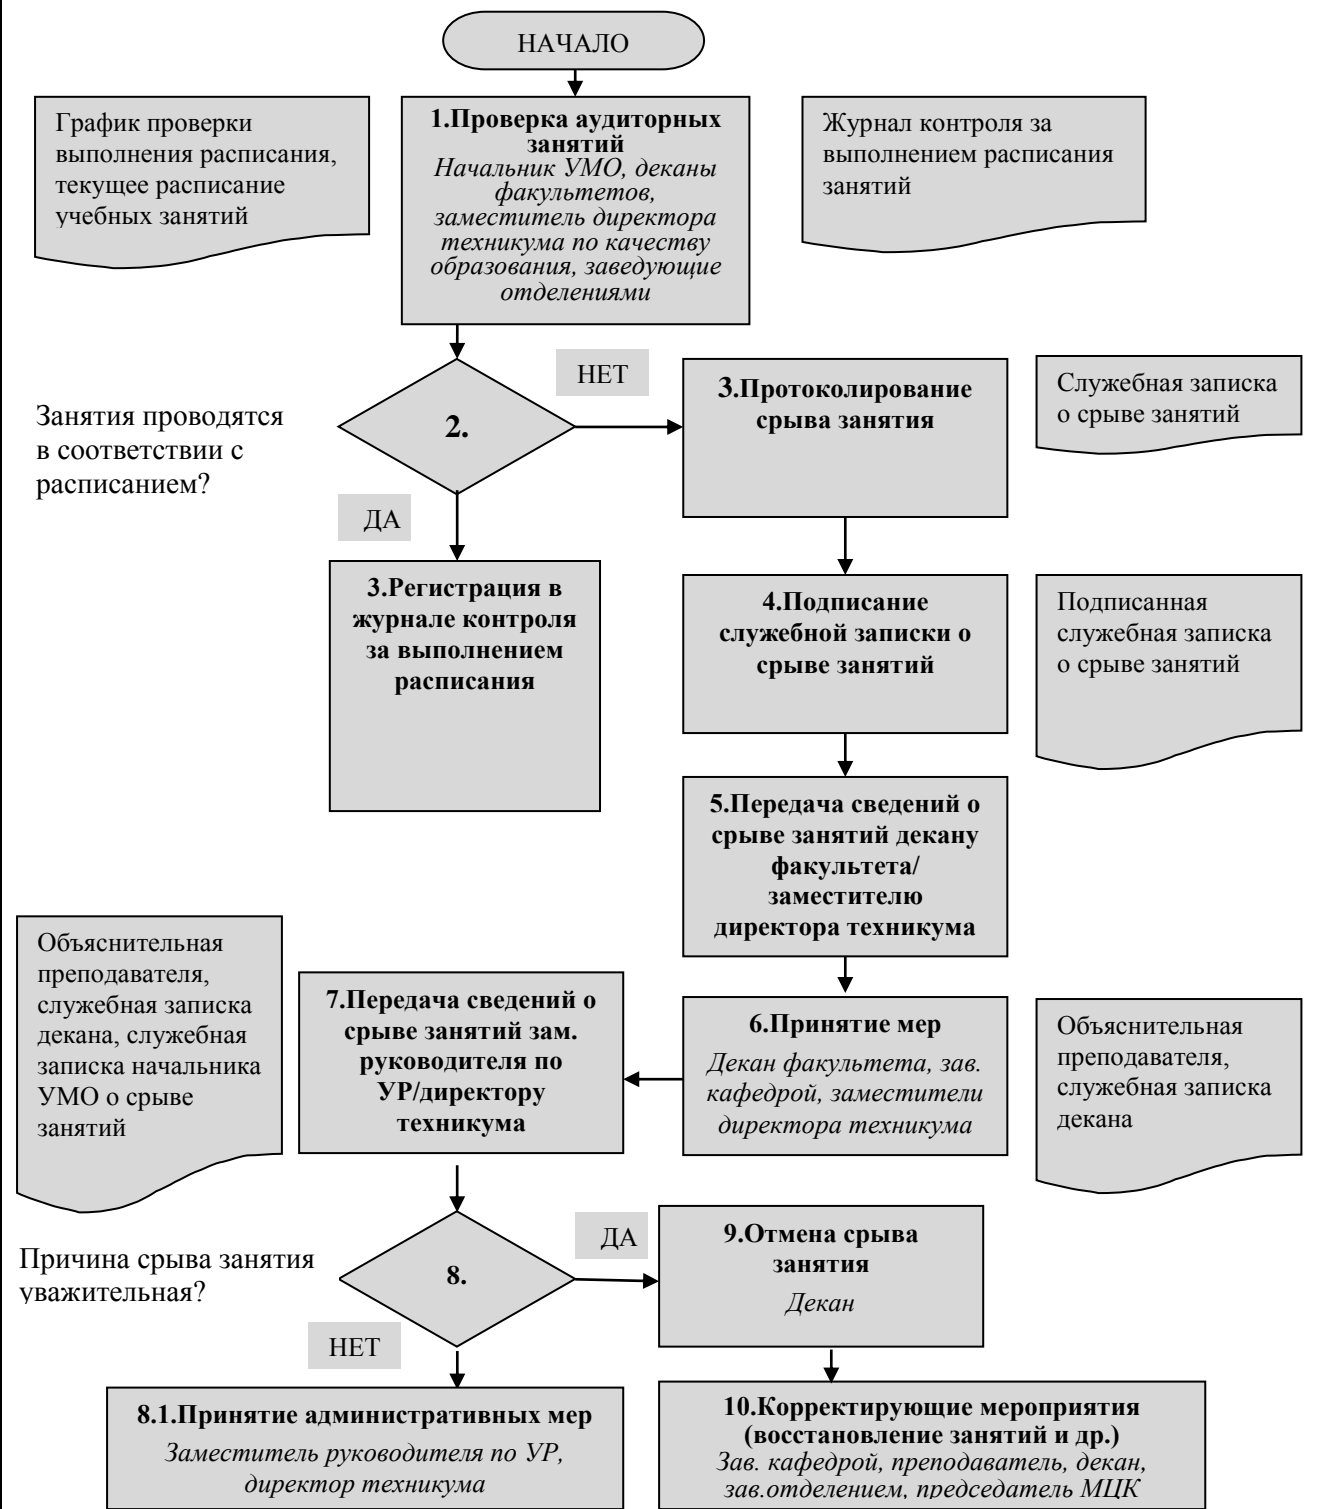 НАЧАЛО
График проверки
выполнения расписания,
текущее расписание
учебных занятий
1.Проверка аудиторных
занятий
Начальник УМО, деканы
факультетов,
заместитель директора
техникума по качеству
образования, заведующие
отделениями
Журнал контроля за
выполнением расписания
занятий
Занятия проводятся
в соответствии с
расписанием?
2.
НЕТ
3.Протоколирование
срыва занятия
Служебная записка
о срыве занятий
ДА
3.Регистрация в
журнале контроля
за выполнением
расписания
4.Подписание
служебной записки о
срыве занятий
Подписанная
служебная записка
о срыве занятий
5.Передача сведений о
срыве занятий декану
факультета/
заместителю
директора техникума
Объяснительная
преподавателя,
служебная записка
декана, служебная
записка начальника
УМО о срыве
занятий
7.Передача сведений о
срыве занятий зам.
руководителя по
УР/директору
техникума
6.Принятие мер
Декан факультета, зав.
кафедрой, заместители
директора техникума
Объяснительная
преподавателя,
служебная записка
декана
Причина срыва занятия
уважительная?
8.
ДА
9.Отмена срыва
занятия
Декан
НЕТ
8.1.Принятие административных мер
Заместитель руководителя по УР,
директор техникума
10.Корректирующие мероприятия
(восстановление занятий и др.)
Зав. кафедрой, преподаватель, декан,
зав.отделением, председатель МЦК